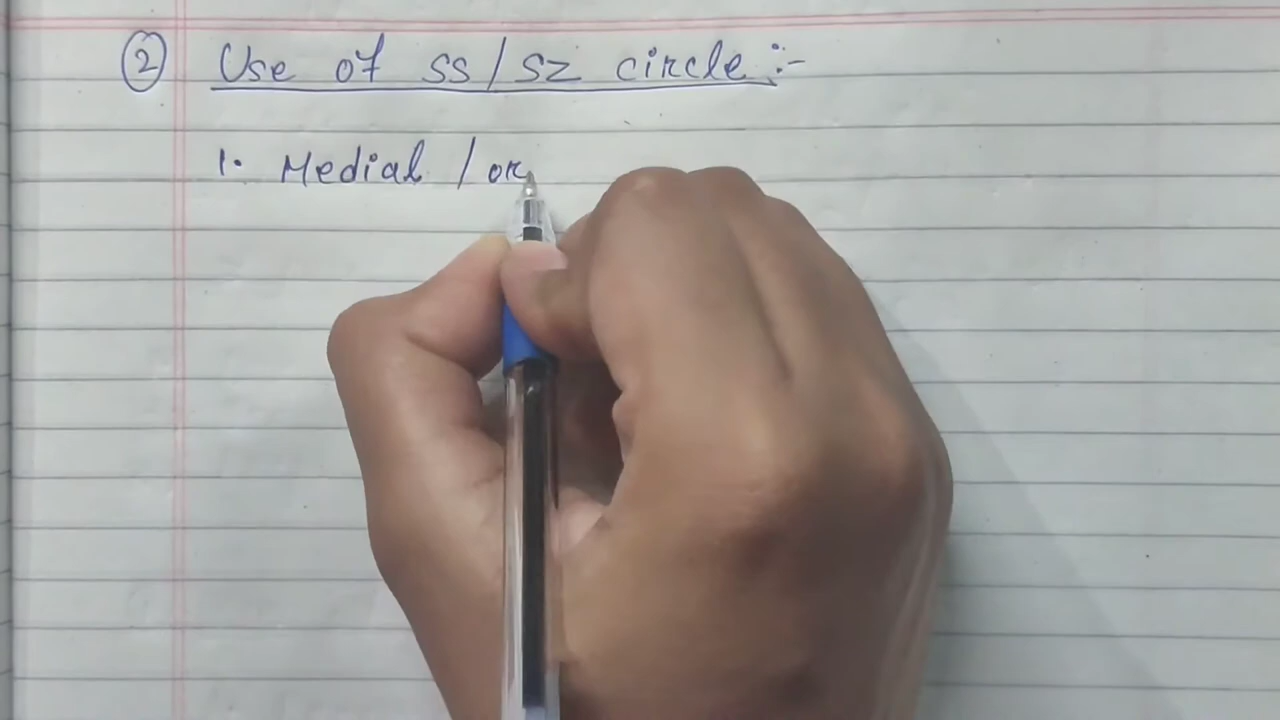 ② Use of ss/sz circle :-
1. Medial / or